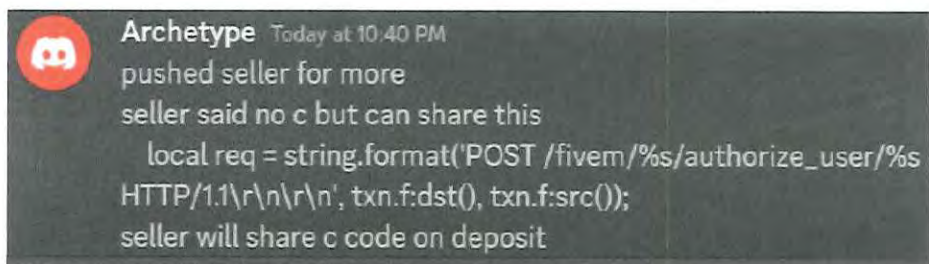 Archetype Today at 10:40 PM
pushed seller for more
seller said no c but can share this
local req = string.format('POST /fivem/%s/authorize_user/%s
HTTP/1.1\r\n\r\n', txn.f:dst(), txn.f:src());
seller will share c code on deposit